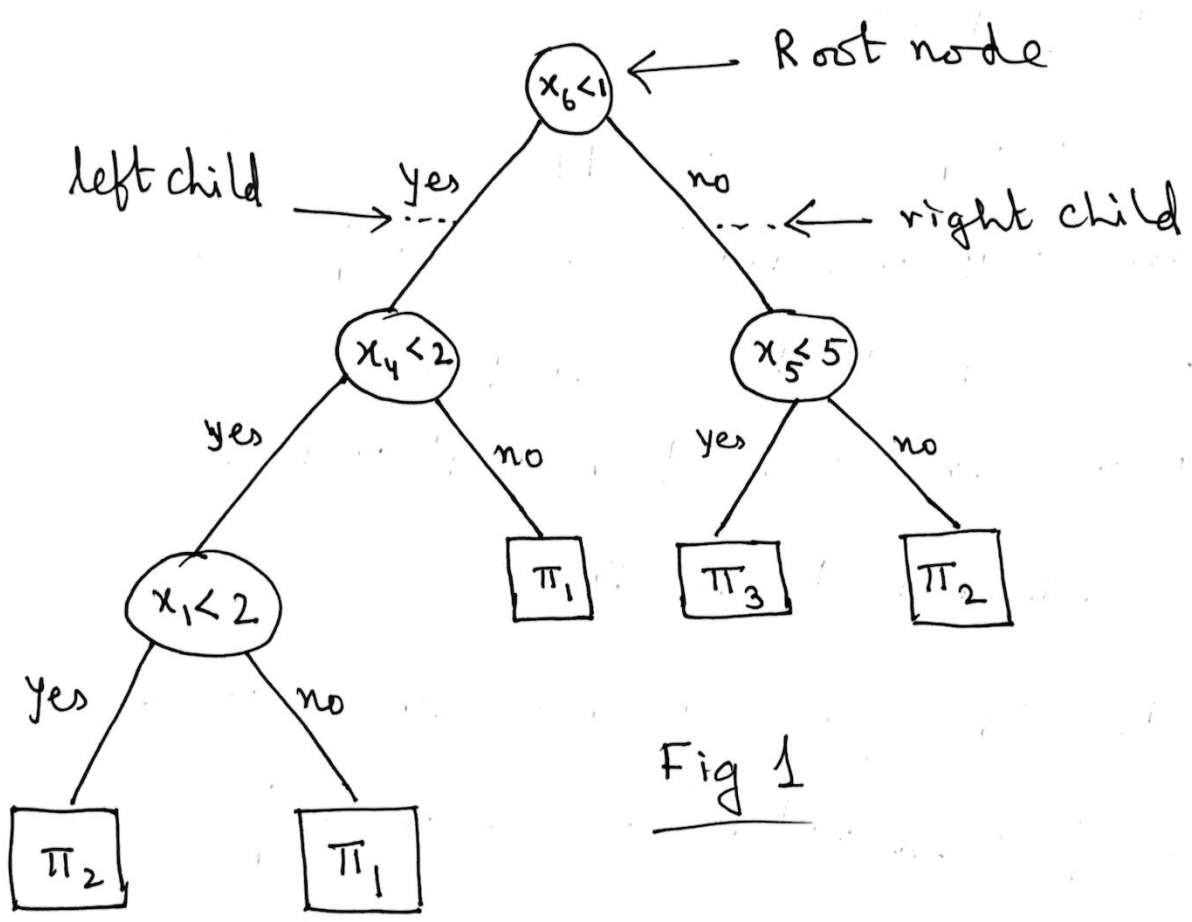 x₆<1
Root node
left child
yes
no
right child
x₄<2
x₅<5
yes
no
yes
no
x₁<2
π₁
π₃
π₂
yes
no
Fig 1
π₂
π₁